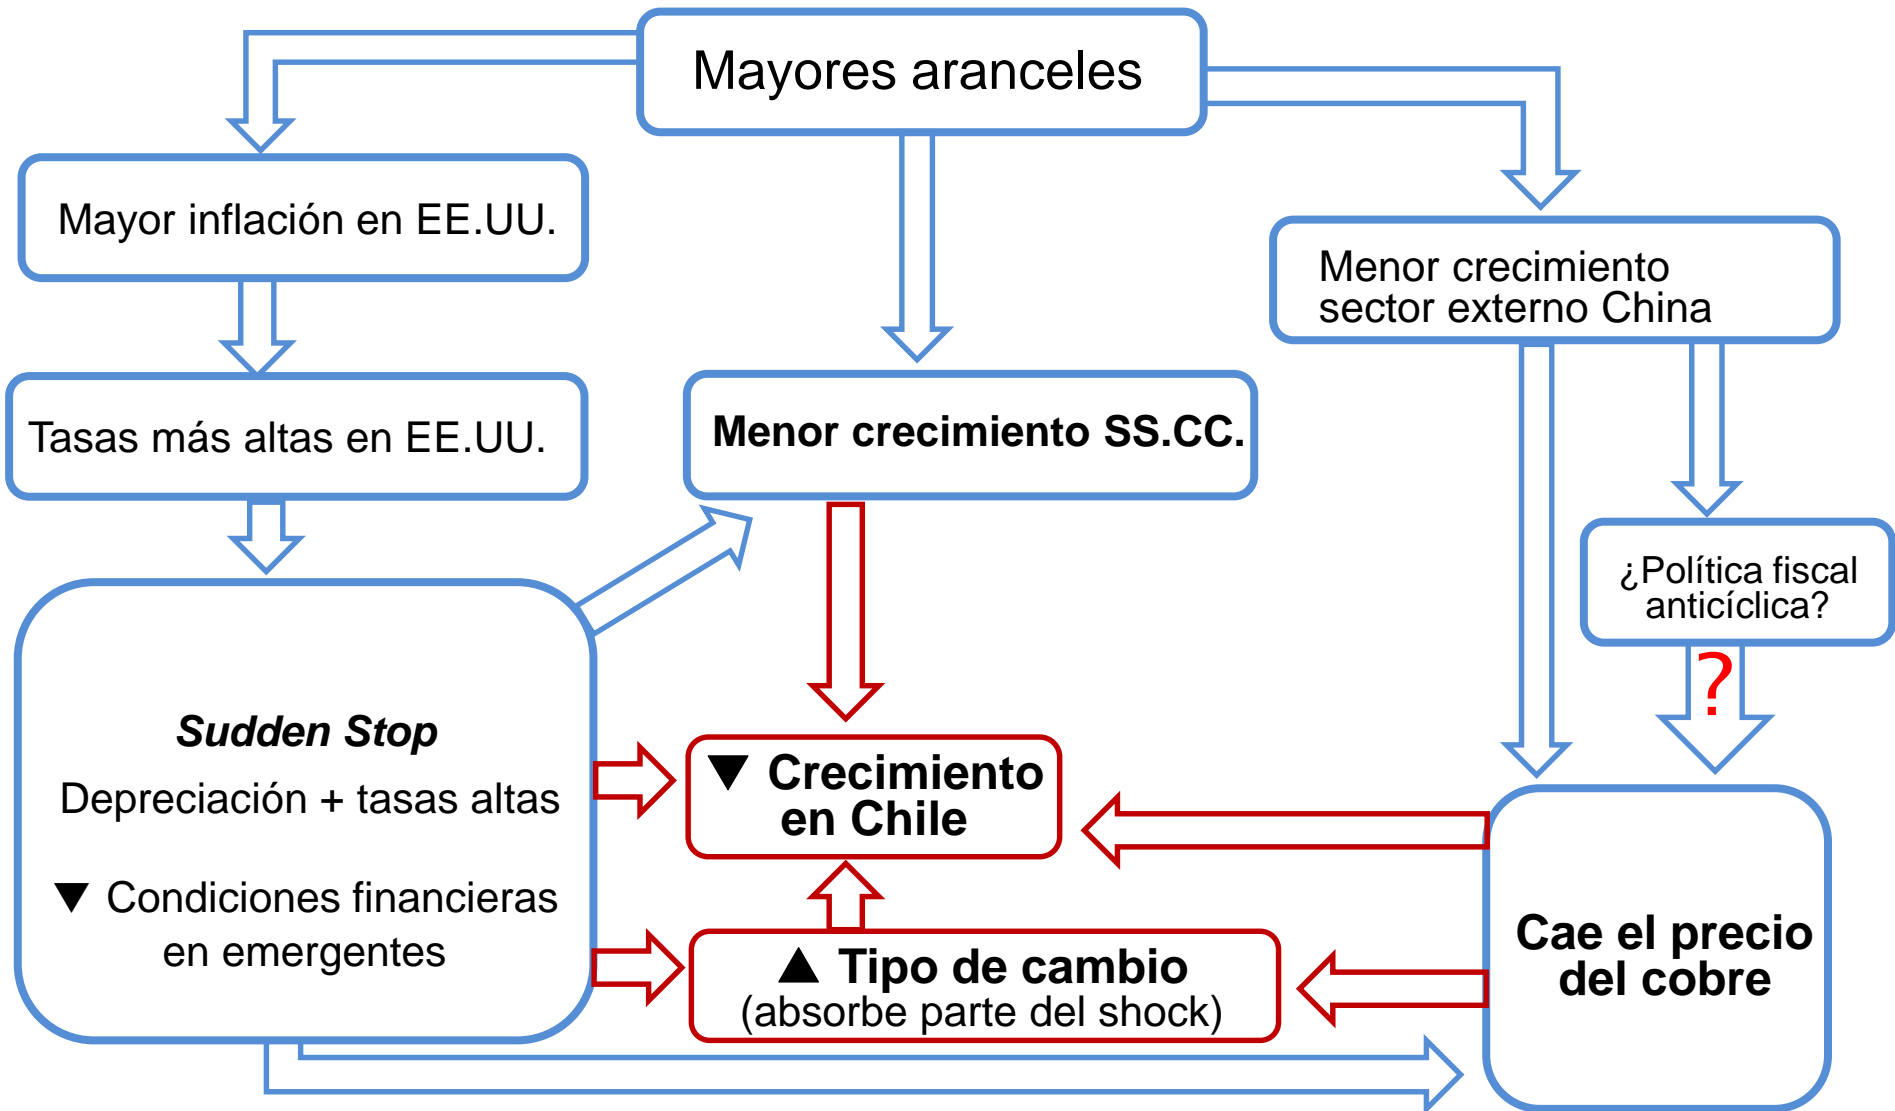 Mayores aranceles
Mayor inflación en EE.UU.
Menor crecimiento
sector externo China
Tasas más altas en EE.UU.
Menor crecimiento SS.CC.
¿Política fiscal
anticíclica?
?
Sudden Stop
Depreciación + tasas altas
▼ Condiciones financieras
en emergentes
▼ Crecimiento
en Chile
▲ Tipo de cambio
(absorbe parte del shock)
Cae el precio
del cobre